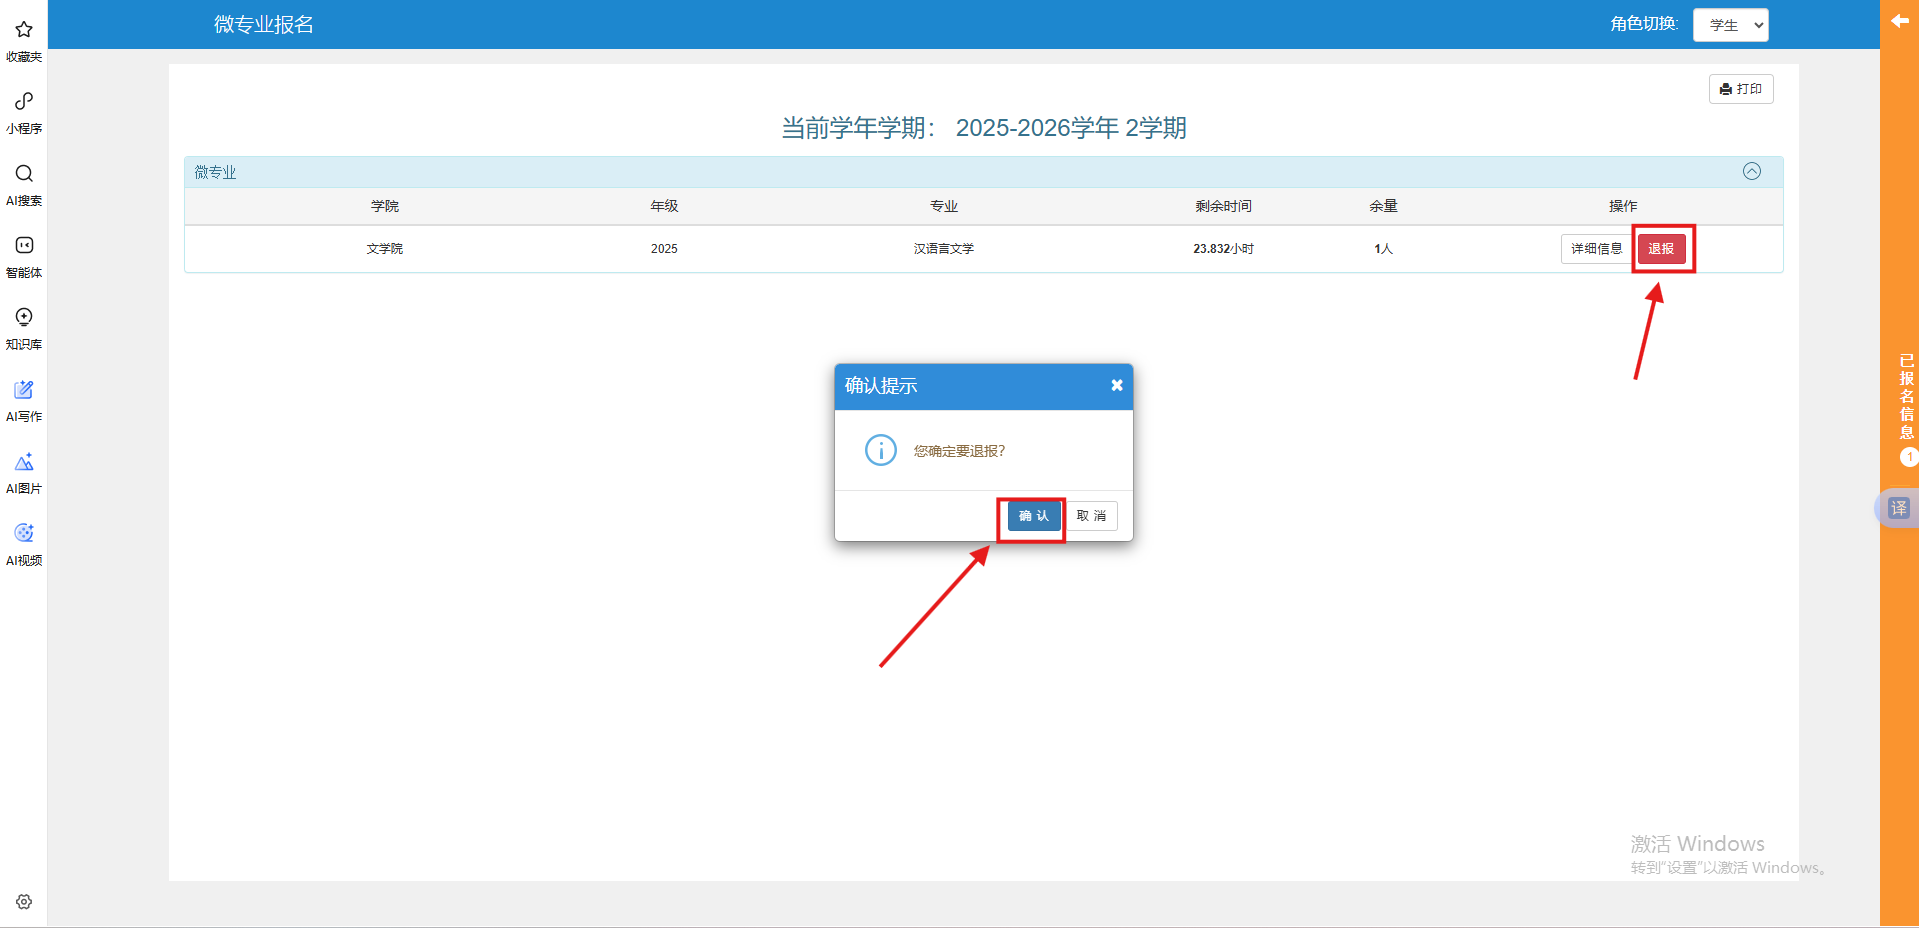 微专业报名
角色切换: 学生
收藏夹
小程序
AI搜索
智能体
知识库
AI写作
AI图片
AI视频
打印
当前学年学期： 2025-2026学年 2学期
微专业
学院 年级 专业 剩余时间 余量 操作
文学院 2025 汉语言文学 23.832小时 1人 详细信息 退报
确认提示
您确定要退报?
确 认 取 消
已报名信息
1
译
激活 Windows
转到"设置"以激活 Windows。